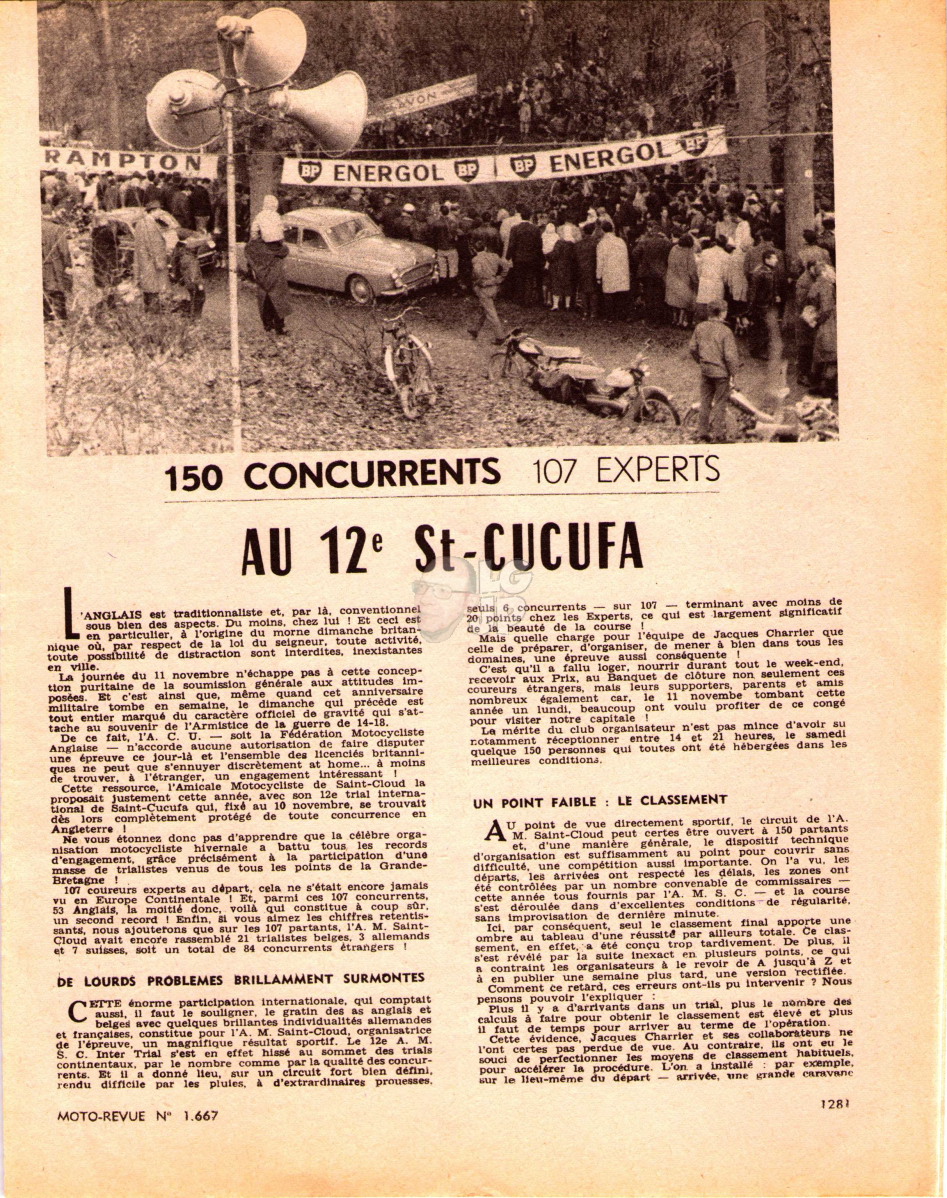 AVON
RAMPTON
BP ENERGOL BP BP ENERGOL BP
150 CONCURRENTS 107 EXPERTS
AU 12e St-CUCUFA
L'ANGLAIS est traditionnaliste et, par là, conventionnel
sous bien des aspects. Du moins, chez lui ! Et ceci est
en particulier, à l'origine du morne dimanche britan-
nique où, par respect de la loi du seigneur, toute activité,
toute possibilité de distraction sont interdites, inexistantes
en ville.
La journée du 11 novembre n'échappe pas à cette concep-
tion puritaine de la soumission générale aux attitudes im-
posées. Et c'est ainsi que, même quand cet anniversaire
militaire tombe en semaine, le dimanche qui précède est
tout entier marqué du caractère officiel de gravité qui s'at-
tache au souvenir de l'Armistice de la guerre de 14-18.
De ce fait, l'A. C. U. — soit la Fédération Motocycliste
Anglaise — n'accorde aucune autorisation de faire disputer
une épreuve ce jour-là et l'ensemble des licenciés britanni-
ques ne peut que s'ennuyer discrètement at home... à moins
de trouver, à l'étranger, un engagement intéressant !
Cette ressource, l'Amicale Motocycliste de Saint-Cloud la
proposait justement cette année, avec son 12e trial interna-
tional de Saint-Cucufa qui, fixé au 10 novembre, se trouvait
dès lors complètement protégé de toute concurrence en
Angleterre !
Ne vous étonnez donc pas d'apprendre que la célèbre orga-
nisation motocycliste hivernale a battu tous les records
d'engagement, grâce précisément à la participation d'une
masse de trialistes venus de tous les points de la Grande-
Bretagne !
107 coureurs experts au départ, cela ne s'était encore jamais
vu en Europe Continentale ! Et, parmi ces 107 concurrents,
53 Anglais, la moitié donc, voilà qui constitue à coup sûr,
un second record ! Enfin, si vous aimez les chiffres retentis-
sants, nous ajouterons que sur les 107 partants, l'A. M. Saint-
Cloud avait encore rassemblé 21 trialistes belges, 3 allemands
et 7 suisses, soit un total de 84 concurrents étrangers !
DE LOURDS PROBLEMES BRILLAMMENT SURMONTES
CETTE énorme participation internationale, qui comptait
aussi, il faut le souligner, le gratin des as anglais et
belges avec quelques brillantes individualités allemandes
et françaises, constitue pour l'A. M. Saint-Cloud, organisatrice
de l'épreuve, un magnifique résultat sportif. Le 12e A. M.
S. C. Inter Trial s'est en effet hissé au sommet des trials
continentaux, par le nombre comme par la qualité des concur-
rents. Et il a donné lieu, sur un circuit fort bien défini,
rendu difficile par les pluies, à d'extraordinaires prouesses,
seuls 6 concurrents — sur 107 — terminant avec moins de
20 points chez les Experts, ce qui est largement significatif
de la beauté de la course !
Mais quelle charge pour l'équipe de Jacques Charrier que
celle de préparer, d'organiser, de mener à bien dans tous les
domaines, une épreuve aussi conséquente !
C'est qu'il a fallu loger, nourrir durant tout le week-end,
recevoir aux Prix, au Banquet de clôture non seulement ces
coureurs étrangers, mais leurs supporters, parents et amis
nombreux également car, le 11 novembre tombant cette
année un lundi, beaucoup ont voulu profiter de ce congé
pour visiter notre capitale !
Le mérite du club organisateur n'est pas mince d'avoir su
notamment réceptionner entre 14 et 21 heures, le samedi
quelque 150 personnes qui toutes ont été hébergées dans les
meilleures conditions.
UN POINT FAIBLE : LE CLASSEMENT
AU point de vue directement sportif, le circuit de l'A.
M. Saint-Cloud peut certes être ouvert à 150 partants
et, d'une manière générale, le dispositif technique
d'organisation est suffisamment au point pour couvrir sans
difficulté, une compétition aussi importante. On l'a vu, les
départs, les arrivées ont respecté les délais, les zones ont
été contrôlées par un nombre convenable de commissaires —
cette année tous fournis par l'A. M. S. C. — et la course
s'est déroulée dans d'excellentes conditions de régularité,
sans improvisation de dernière minute.
Ici, par conséquent, seul le classement final apporte une
ombre au tableau d'une réussite par ailleurs totale. Ce clas-
sement, en effet, a été conçu trop tardivement. De plus, il
s'est révélé par la suite inexact en plusieurs points, ce qui
a contraint les organisateurs à le revoir de A jusqu'à Z et
à en publier une semaine plus tard, une version rectifiée.
Comment ce retard, ces erreurs ont-ils pu intervenir ? Nous
pensons pouvoir l'expliquer :
Plus il y a d'arrivants dans un trial, plus le nombre des
calculs à faire pour obtenir le classement est élevé et plus
il faut de temps pour arriver au terme de l'opération.
Cette évidence, Jacques Charrier et ses collaborateurs ne
l'ont certes pas perdue de vue. Au contraire, ils ont eu le
souci de perfectionner les moyens de classement habituels,
pour accélérer la procédure. L'on a installé : par exemple,
sur le lieu-même du départ — arrivée, une grande caravane
MOTO-REVUE N° 1.667
1281